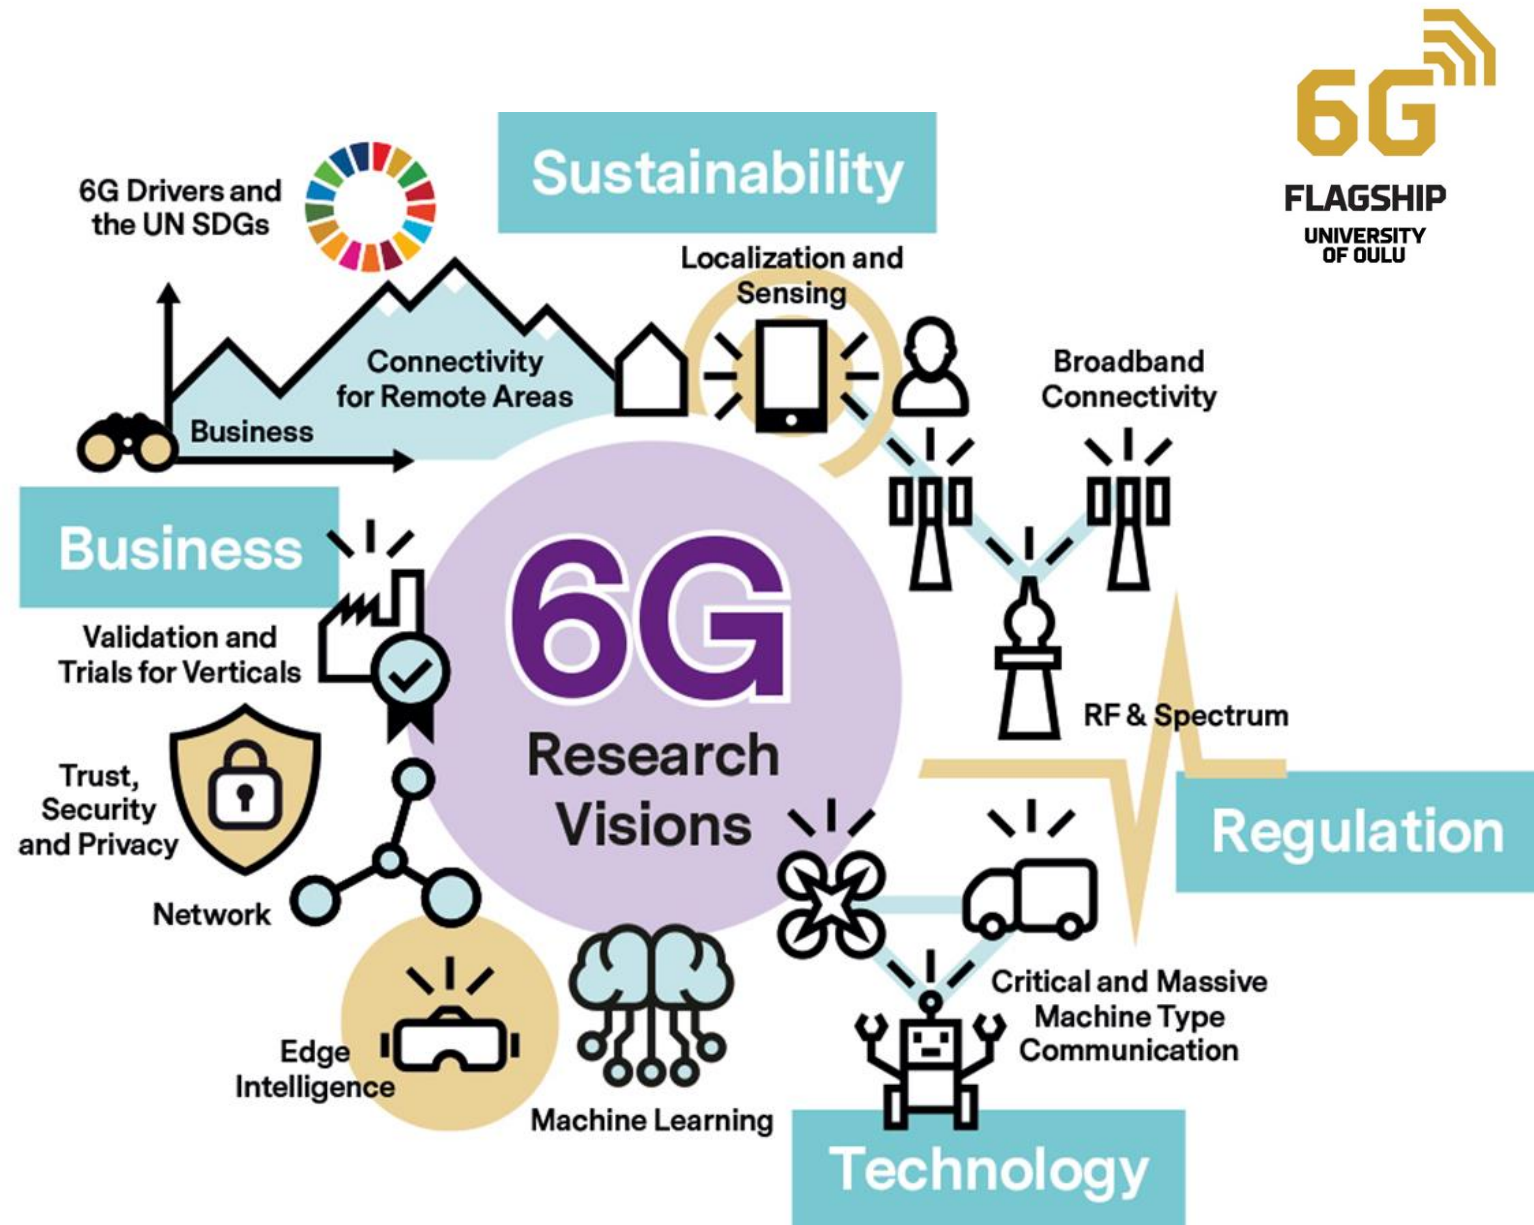 6G
FLAGSHIP
UNIVERSITY
OF OULU
Sustainability
6G Drivers and
the UN SDGs
Localization and
Sensing
Connectivity
for Remote Areas
Business
Broadband
Connectivity
Business
Validation and
Trials for Verticals
6G
Research
Visions
RF & Spectrum
Trust,
Security
and Privacy
Regulation
Network
Critical and Massive
Machine Type
Communication
Edge
Intelligence
Machine Learning
Technology